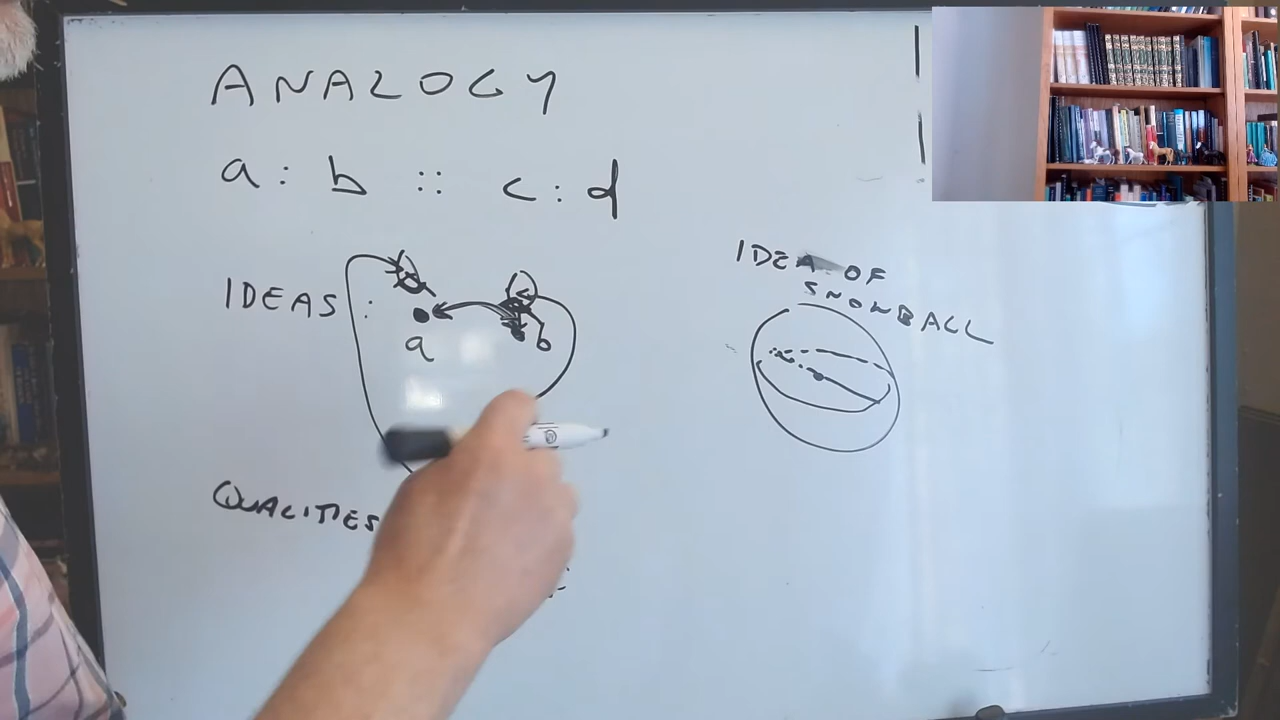 ANALOGY
a : b :: c : d
IDEAS :
a b
QUALITIES
IDEA OF
SNOWBALL